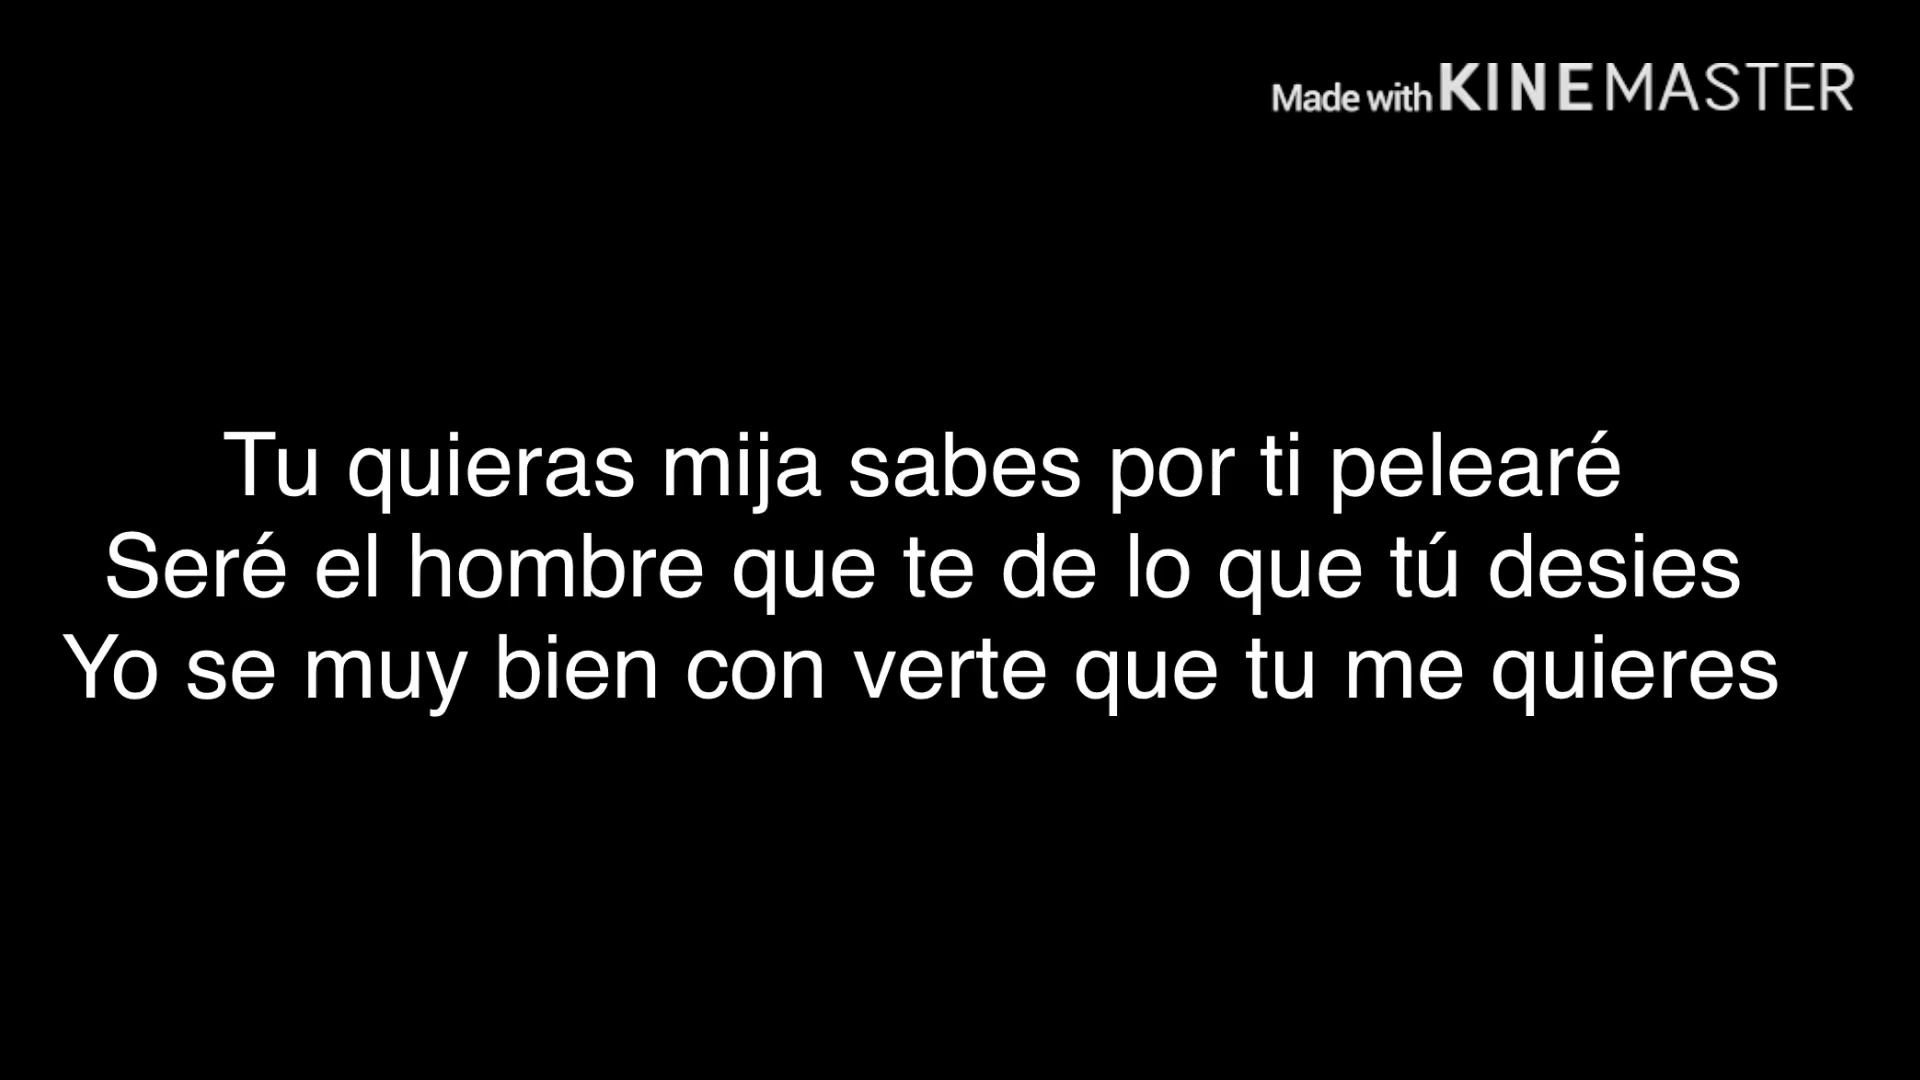 Made with KINEMASTER
Tu quieras mija sabes por ti pelearé
Seré el hombre que te de lo que tú desies
Yo se muy bien con verte que tu me quieres